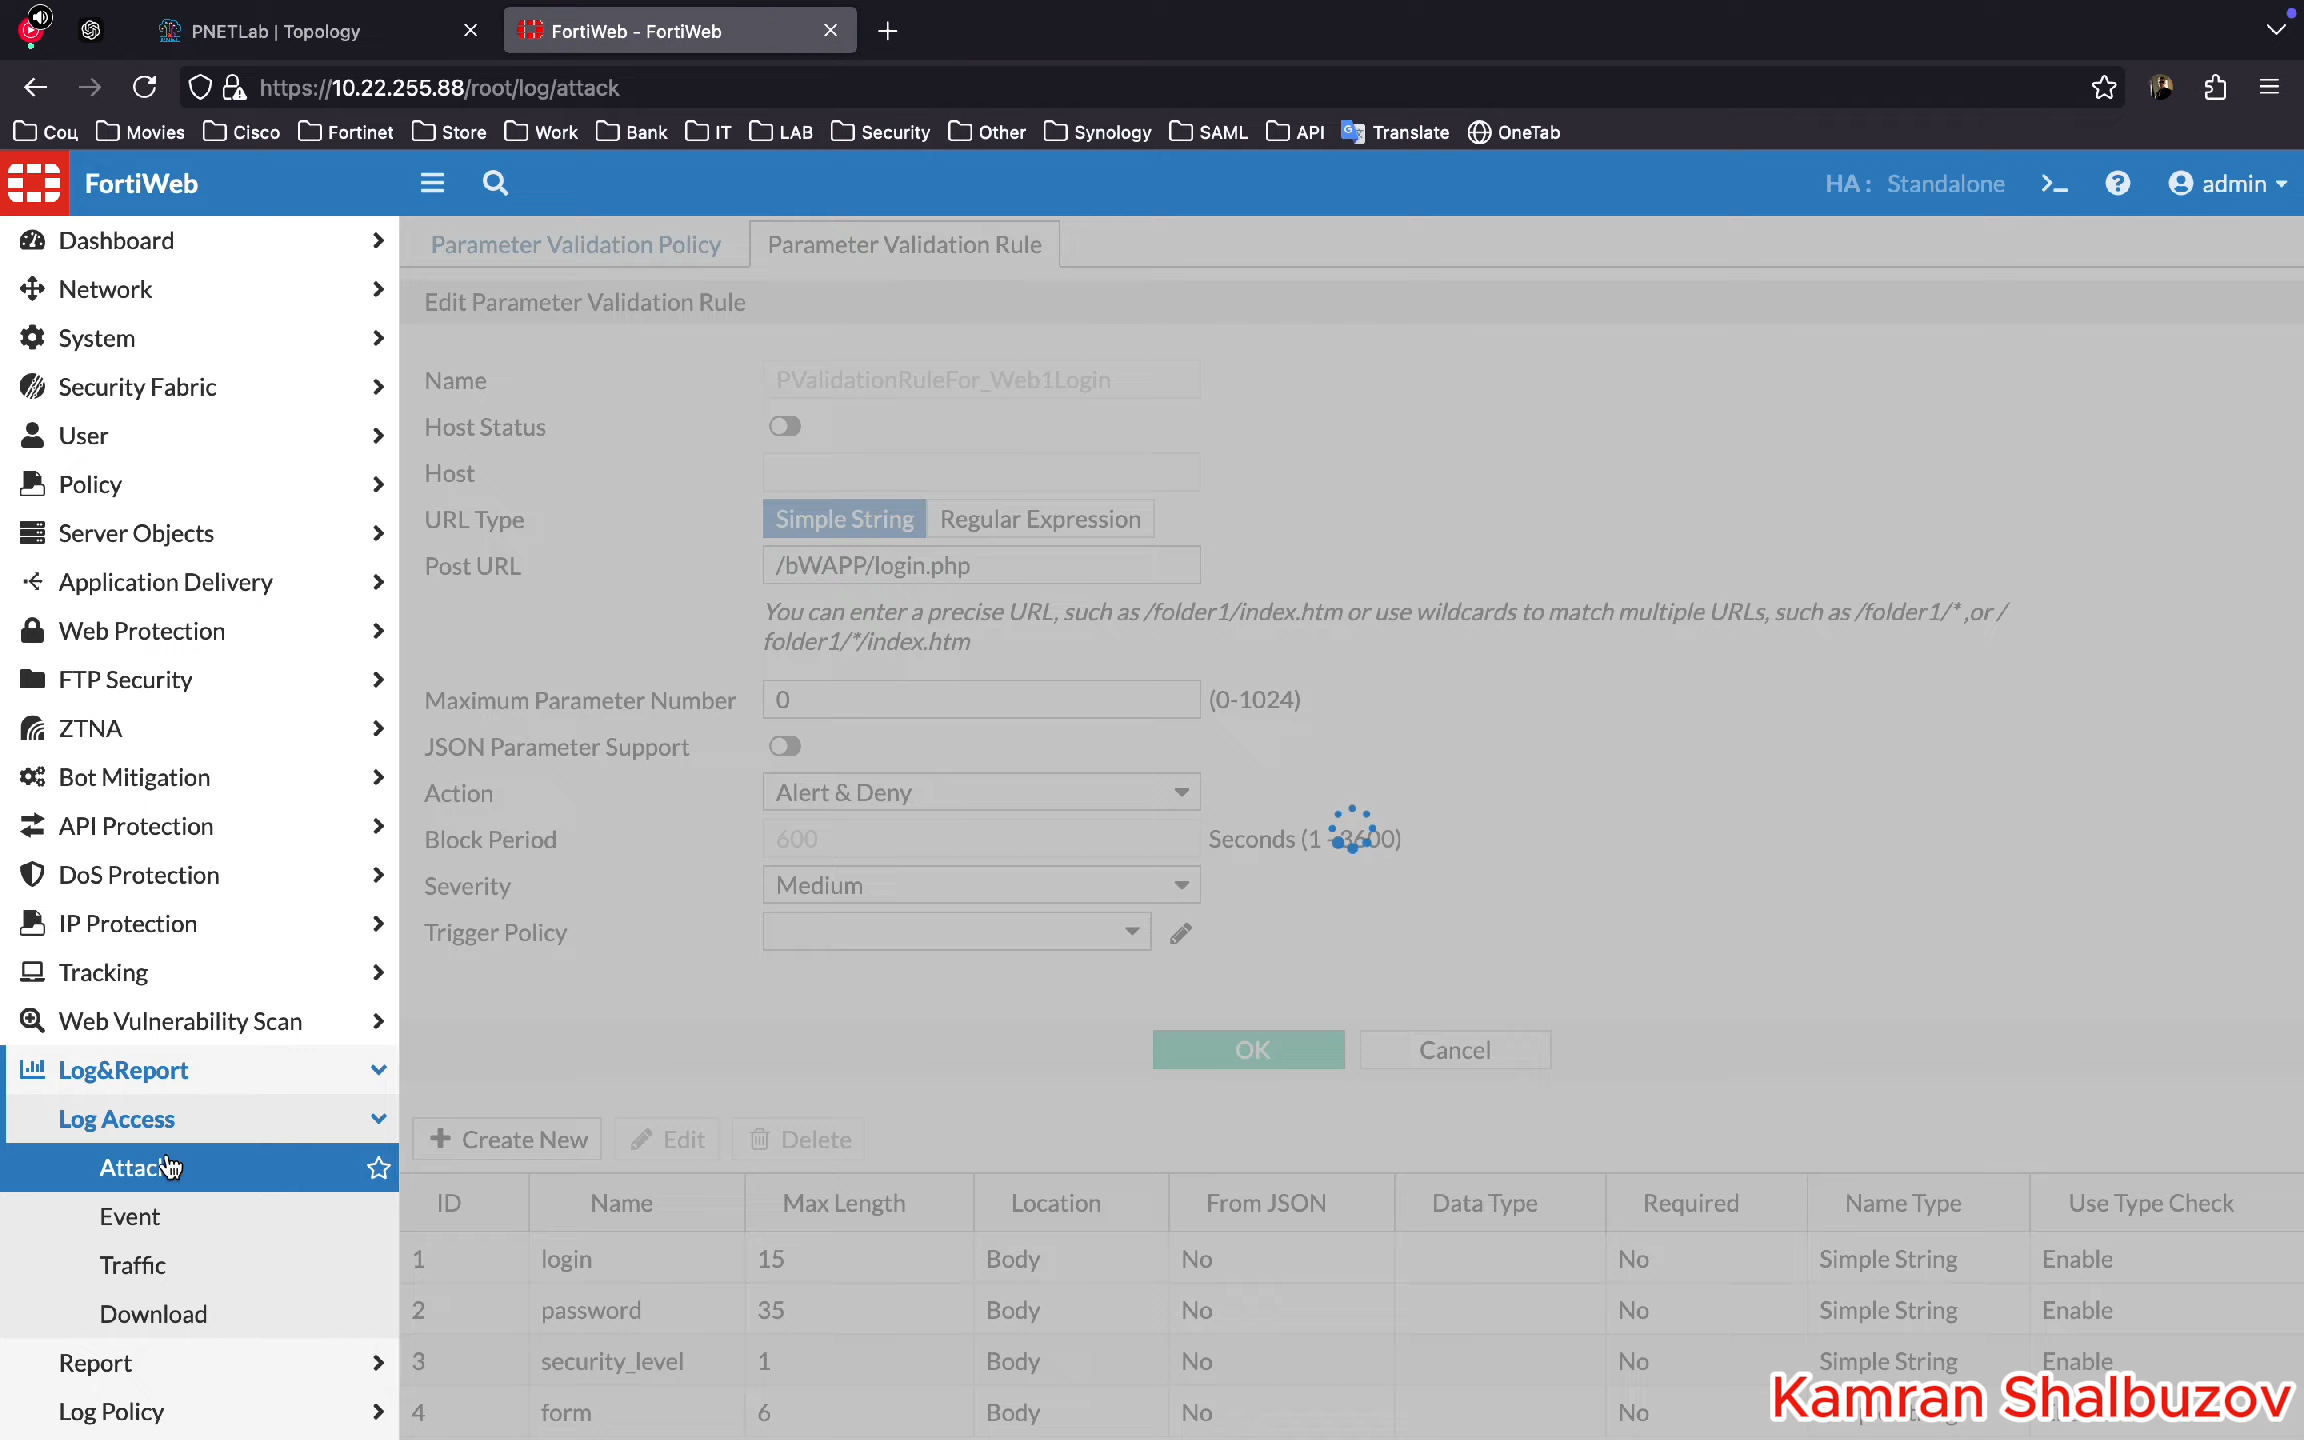 PNETLab | Topology
FortiWeb - FortiWeb
https://10.22.255.88/root/log/attack
Соц Movies Cisco Fortinet Store Work Bank IT LAB Security Other Synology SAML API Translate OneTab
FortiWeb
HA: Standalone
admin
Dashboard
Network
System
Security Fabric
User
Policy
Server Objects
Application Delivery
Web Protection
FTP Security
ZTNA
Bot Mitigation
API Protection
DoS Protection
IP Protection
Tracking
Web Vulnerability Scan
Log&Report
Log Access
Attack
Event
Traffic
Download
Report
Log Policy
Parameter Validation Policy
Parameter Validation Rule
Edit Parameter Validation Rule
Name PValidationRuleFor_Web1Login
Host Status
Host
URL Type Simple String Regular Expression
Post URL /bWAPP/login.php
You can enter a precise URL, such as /folder1/index.htm or use wildcards to match multiple URLs, such as /folder1/* ,or /
folder1/*/index.htm
Maximum Parameter Number 0 (0-1024)
JSON Parameter Support
Action Alert & Deny
Block Period 600 Seconds (1 - 3600)
Severity Medium
Trigger Policy
OK Cancel
Create New Edit Delete
ID Name Max Length Location From JSON Data Type Required Name Type Use Type Check
1 login 15 Body No No Simple String Enable
2 password 35 Body No No Simple String Enable
3 security_level 1 Body No No Simple String Enable
4 form 6 Body No No
Kamran Shalbuzov